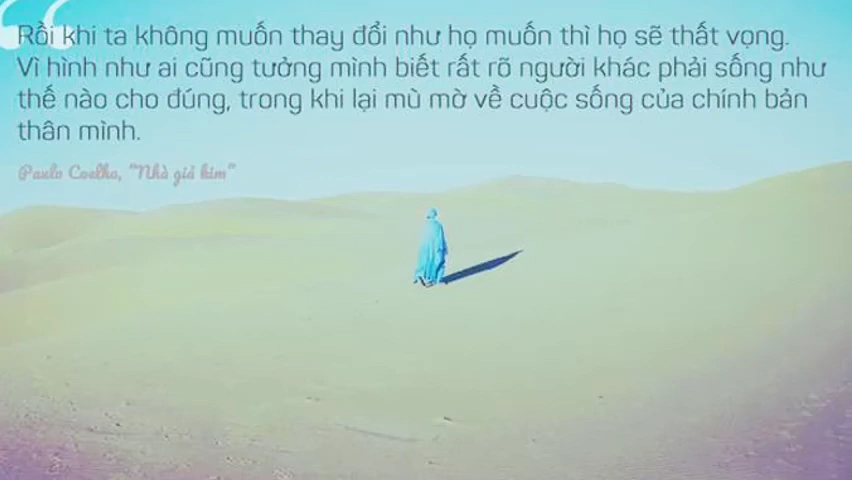 Rồi khi ta không muốn thay đổi như họ muốn thì họ sẽ thất vọng.
Vì hình như ai cũng tưởng mình biết rất rõ người khác phải sống như
thế nào cho đúng, trong khi lại mù mờ về cuộc sống của chính bản
thân mình.
Paulo Coelho, "Nhà giả kim"